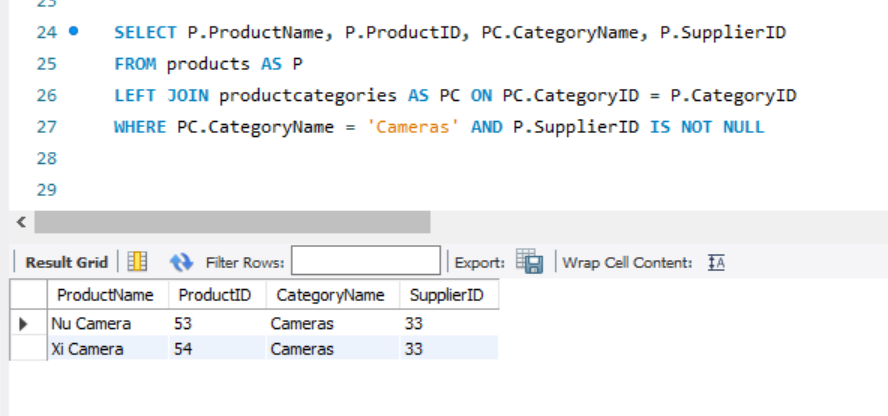 23
24 SELECT P.ProductName, P.ProductID, PC.CategoryName, P.SupplierID
25 FROM products AS P
26 LEFT JOIN productcategories AS PC ON PC.CategoryID = P.CategoryID
27 WHERE PC.CategoryName = 'Cameras' AND P.SupplierID IS NOT NULL
28
29
Result Grid Filter Rows: Export: Wrap Cell Content: IA
ProductName ProductID CategoryName SupplierID
Nu Camera 53 Cameras 33
Xi Camera 54 Cameras 33